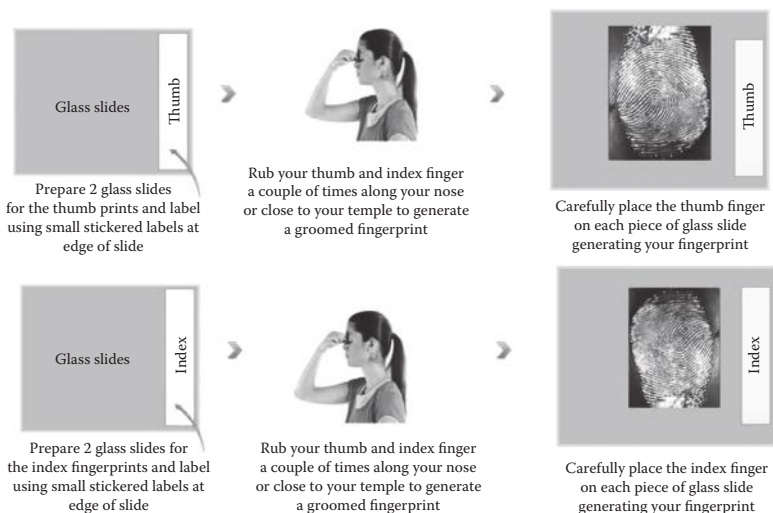 Glass slides
Thumb
Prepare 2 glass slides
for the thumb prints and label
using small stickered labels at
edge of slide
Rub your thumb and index finger
a couple of times along your nose
or close to your temple to generate
a groomed fingerprint
Thumb
Carefully place the thumb finger
on each piece of glass slide
generating your fingerprint
Glass slides
Index
Prepare 2 glass slides for
the index fingerprints and label
using small stickered labels at
edge of slide
Rub your thumb and index finger
a couple of times along your nose
or close to your temple to generate
a groomed fingerprint
Index
Carefully place the index finger
on each piece of glass slide
generating your fingerprint